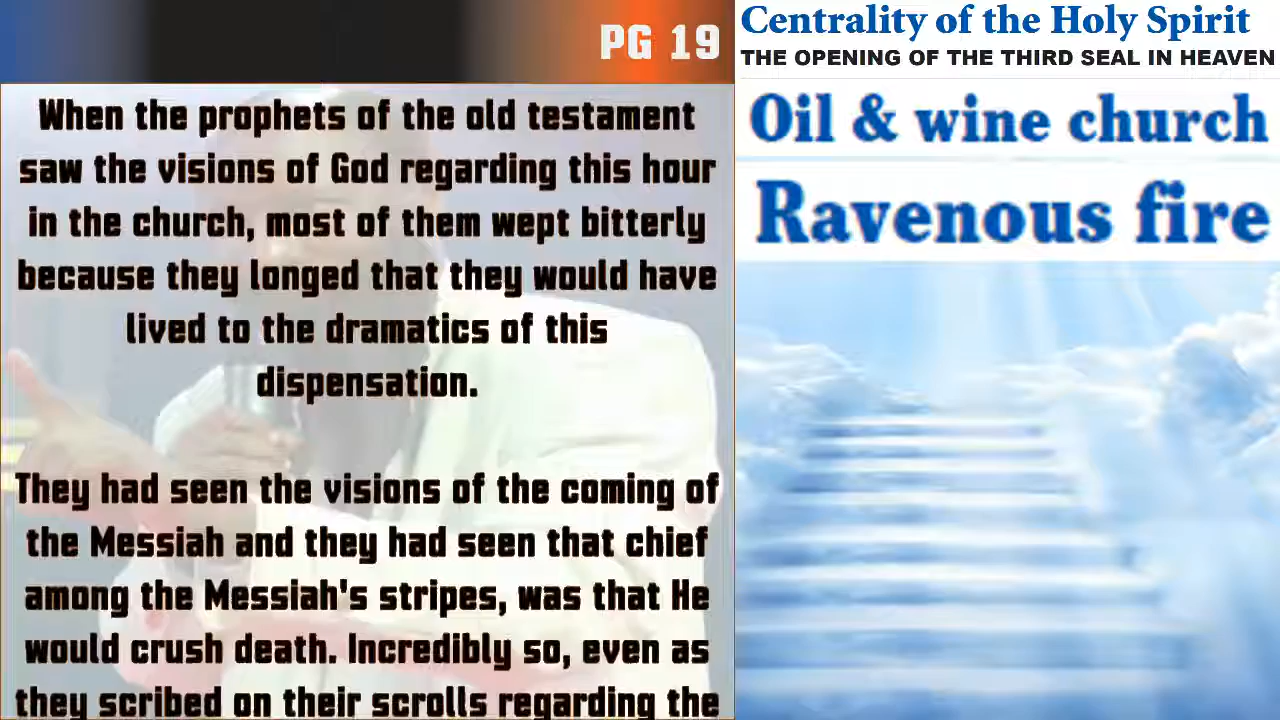 PG 19
When the prophets of the old testament
saw the visions of God regarding this hour
in the church, most of them wept bitterly
because they longed that they would have
lived to the dramatics of this
dispensation.
They had seen the visions of the coming of
the Messiah and they had seen that chief
among the Messiah's stripes, was that He
would crush death. Incredibly so, even as
they scribed on their scrolls regarding the
Centrality of the Holy Spirit
THE OPENING OF THE THIRD SEAL IN HEAVEN
Oil & wine church
Ravenous fire